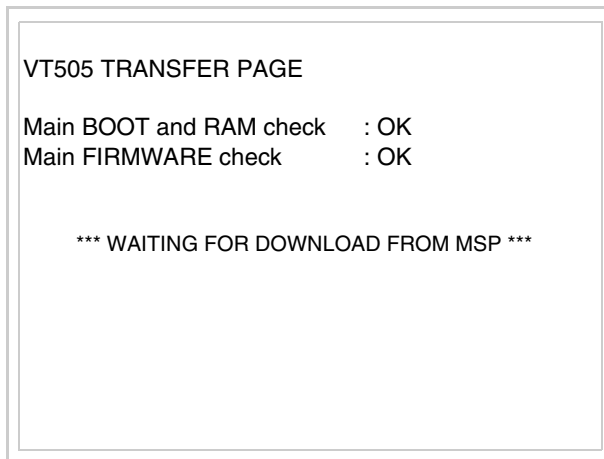 VT505 TRANSFER PAGE
Main BOOT and RAM check : OK
Main FIRMWARE check : OK
*** WAITING FOR DOWNLOAD FROM MSP ***